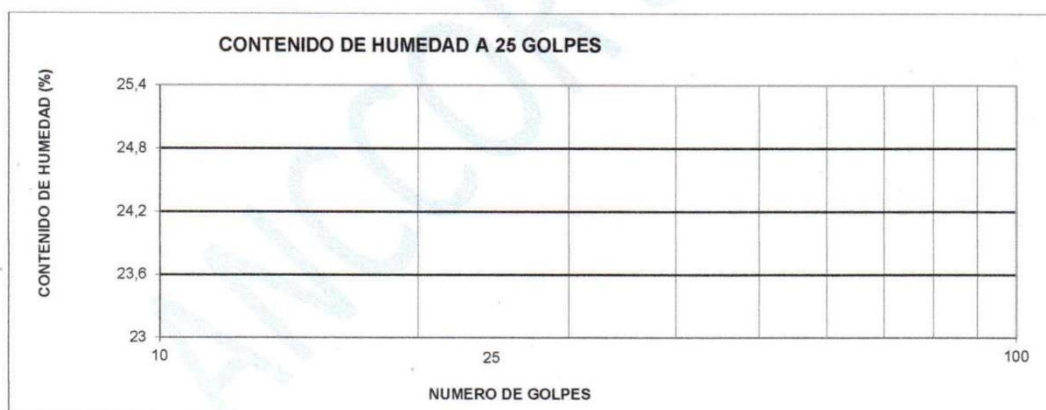 CONTENIDO DE HUMEDAD A 25 GOLPES
CONTENIDO DE HUMEDAD (%)
25,4
24,8
24,2
23,6
23
10 25 100
NUMERO DE GOLPES